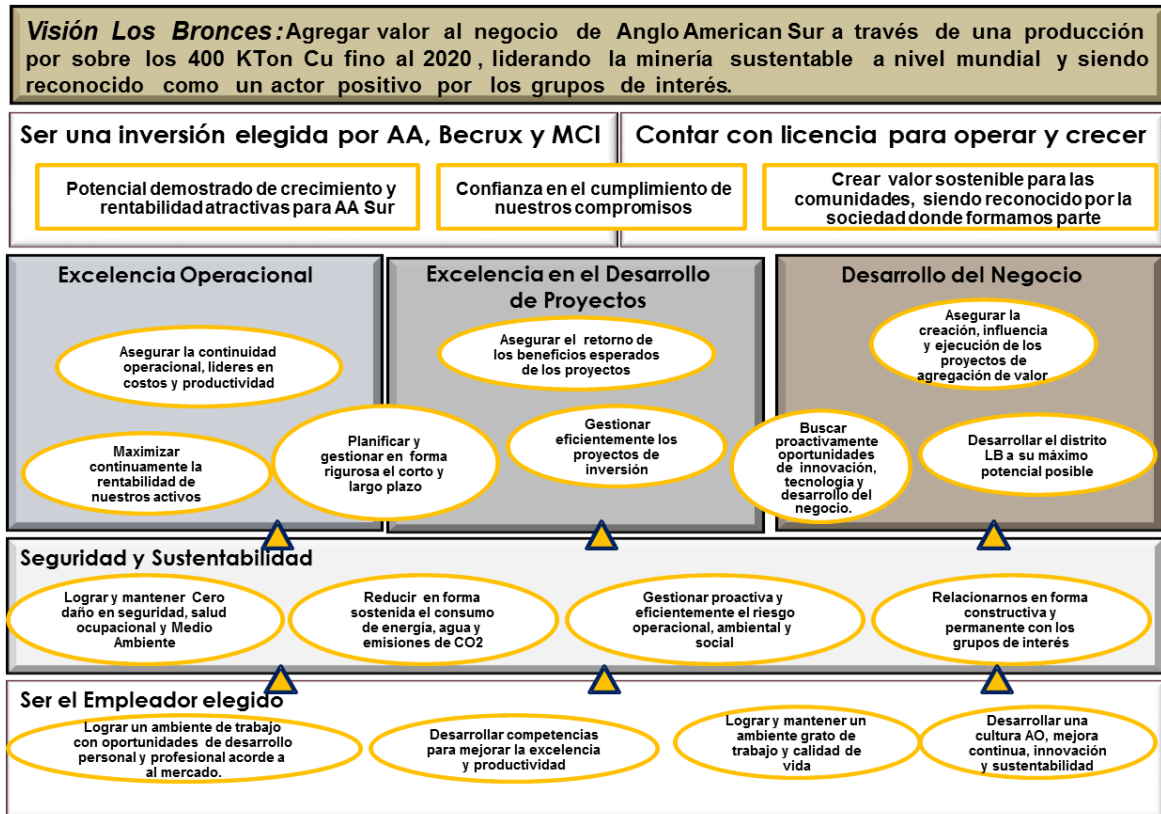 Visión Los Bronces: Agregar valor al negocio de Anglo American Sur a través de una producción
por sobre los 400 KTon Cu fino al 2020 , liderando la minería sustentable a nivel mundial y siendo
reconocido como un actor positivo por los grupos de interés.
Ser una inversión elegida por AA, Becrux y MCI
Contar con licencia para operar y crecer
Potencial demostrado de crecimiento y
rentabilidad atractivas para AA Sur
Confianza en el cumplimiento de
nuestros compromisos
Crear valor sostenible para las
comunidades, siendo reconocido por la
sociedad donde formamos parte
Excelencia Operacional
Asegurar la continuidad
operacional, lideres en
costos y productividad
Maximizar
continuamente la
rentabilidad de
nuestros activos
Planificar y
gestionar en forma
rigurosa el corto y
largo plazo
Excelencia en el Desarrollo
de Proyectos
Asegurar el retorno de
los beneficios esperados
de los proyectos
Gestionar
eficientemente los
proyectos de
inversión
Desarrollo del Negocio
Asegurar la
creación, influencia
y ejecución de los
proyectos de
agregación de valor
Buscar
proactivamente
oportunidades
de innovación,
tecnología y
desarrollo del
negocio.
Desarrollar el distrito
LB a su máximo
potencial posible
Seguridad y Sustentabilidad
Lograr y mantener Cero
daño en seguridad, salud
ocupacional y Medio
Ambiente
Reducir en forma
sostenida el consumo
de energía, agua y
emisiones de CO2
Gestionar proactiva y
eficientemente el riesgo
operacional, ambiental y
social
Relacionarnos en forma
constructiva y
permanente con los
grupos de interés
Ser el Empleador elegido
Lograr un ambiente de trabajo
con oportunidades de desarrollo
personal y profesional acorde a
al mercado.
Desarrollar competencias
para mejorar la excelencia
y productividad
Lograr y mantener un
ambiente grato de
trabajo y calidad de
vida
Desarrollar una
cultura AO, mejora
continua, innovación
y sustentabilidad